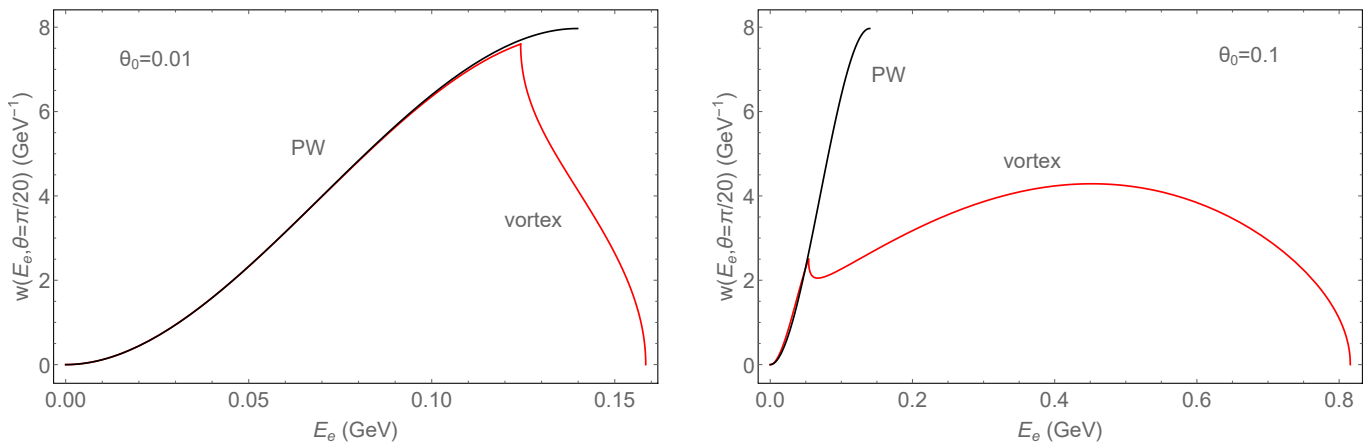 θ₀=0.01
PW
vortex
w(Eₑ,θ=π/20) (GeV⁻¹)
0
2
4
6
8
0.00
0.05
0.10
0.15
Eₑ (GeV)
θ₀=0.1
PW
vortex
w(Eₑ,θ=π/20) (GeV⁻¹)
0
2
4
6
8
0.0
0.2
0.4
0.6
0.8
Eₑ (GeV)